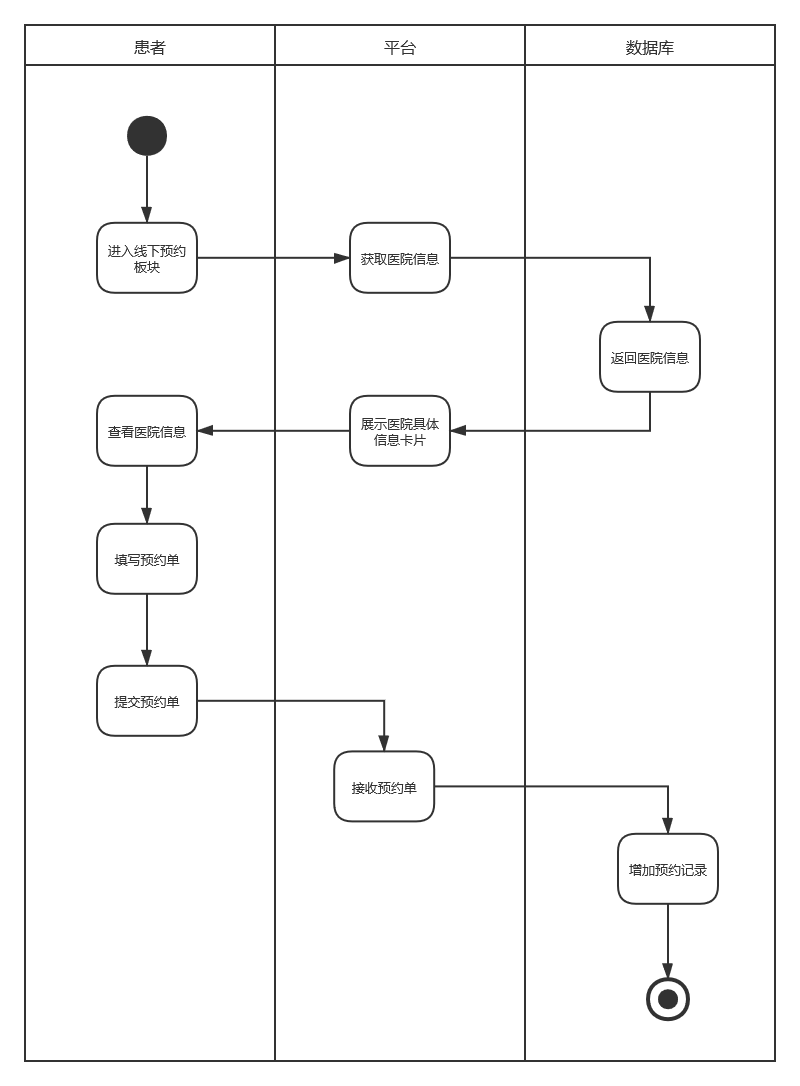 患者
平台
数据库
进入线下预约
板块
获取医院信息
返回医院信息
查看医院信息
展示医院具体
信息卡片
填写预约单
提交预约单
接收预约单
增加预约记录